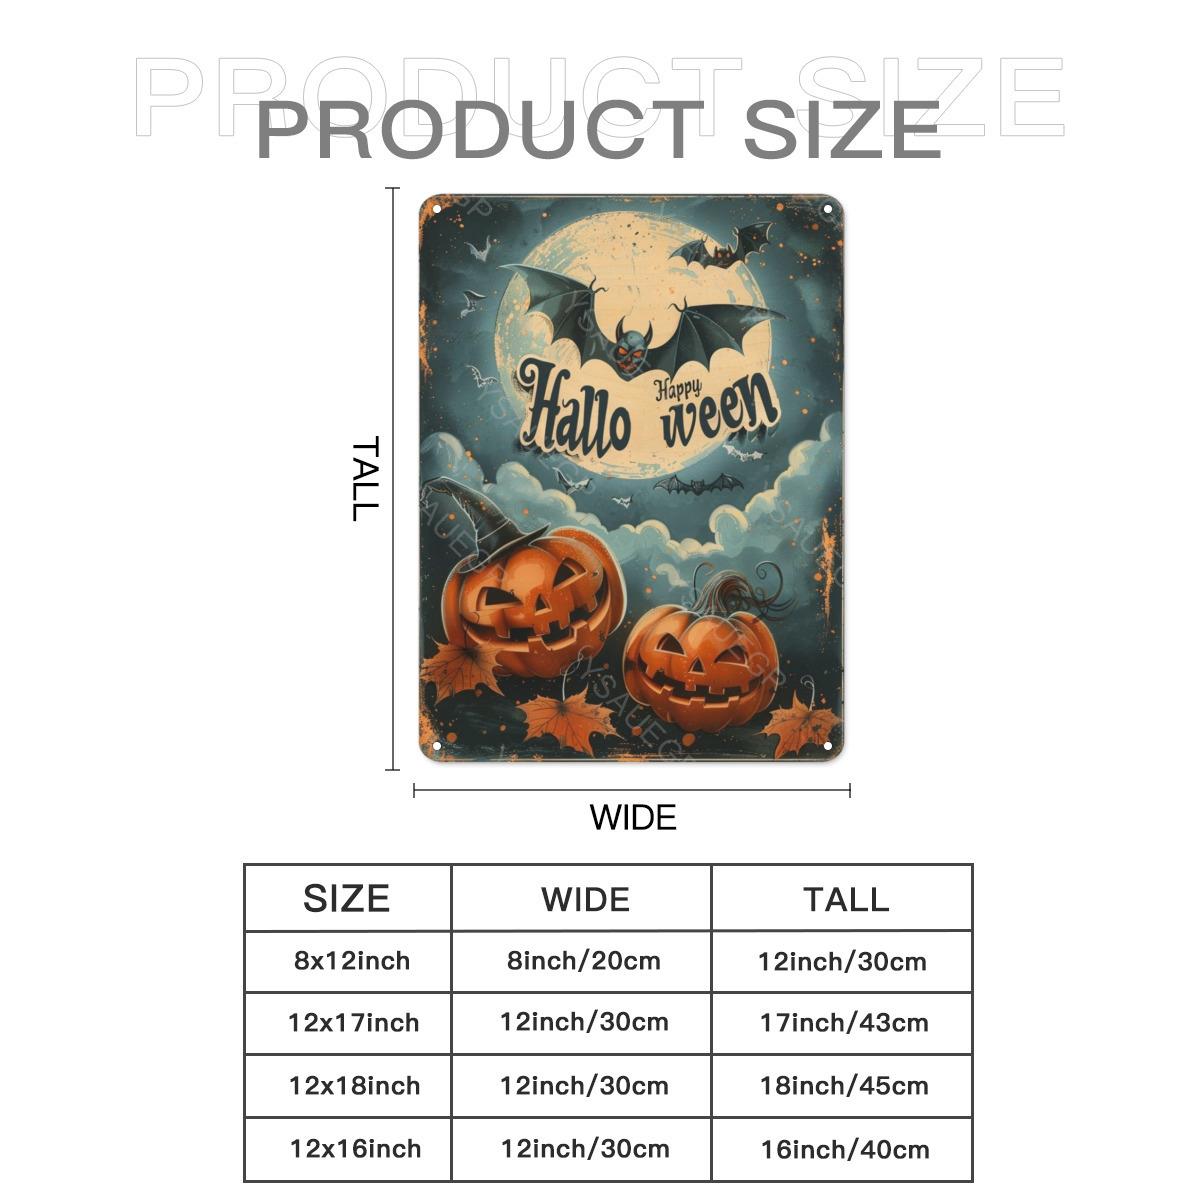 PRODUCT SIZE
PRODUCT SIZE
TALL
Happy
Hallo ween
YSAUEGP
WIDE
SIZE WIDE TALL
8x12inch 8inch/20cm 12inch/30cm
12x17inch 12inch/30cm 17inch/43cm
12x18inch 12inch/30cm 18inch/45cm
12x16inch 12inch/30cm 16inch/40cm